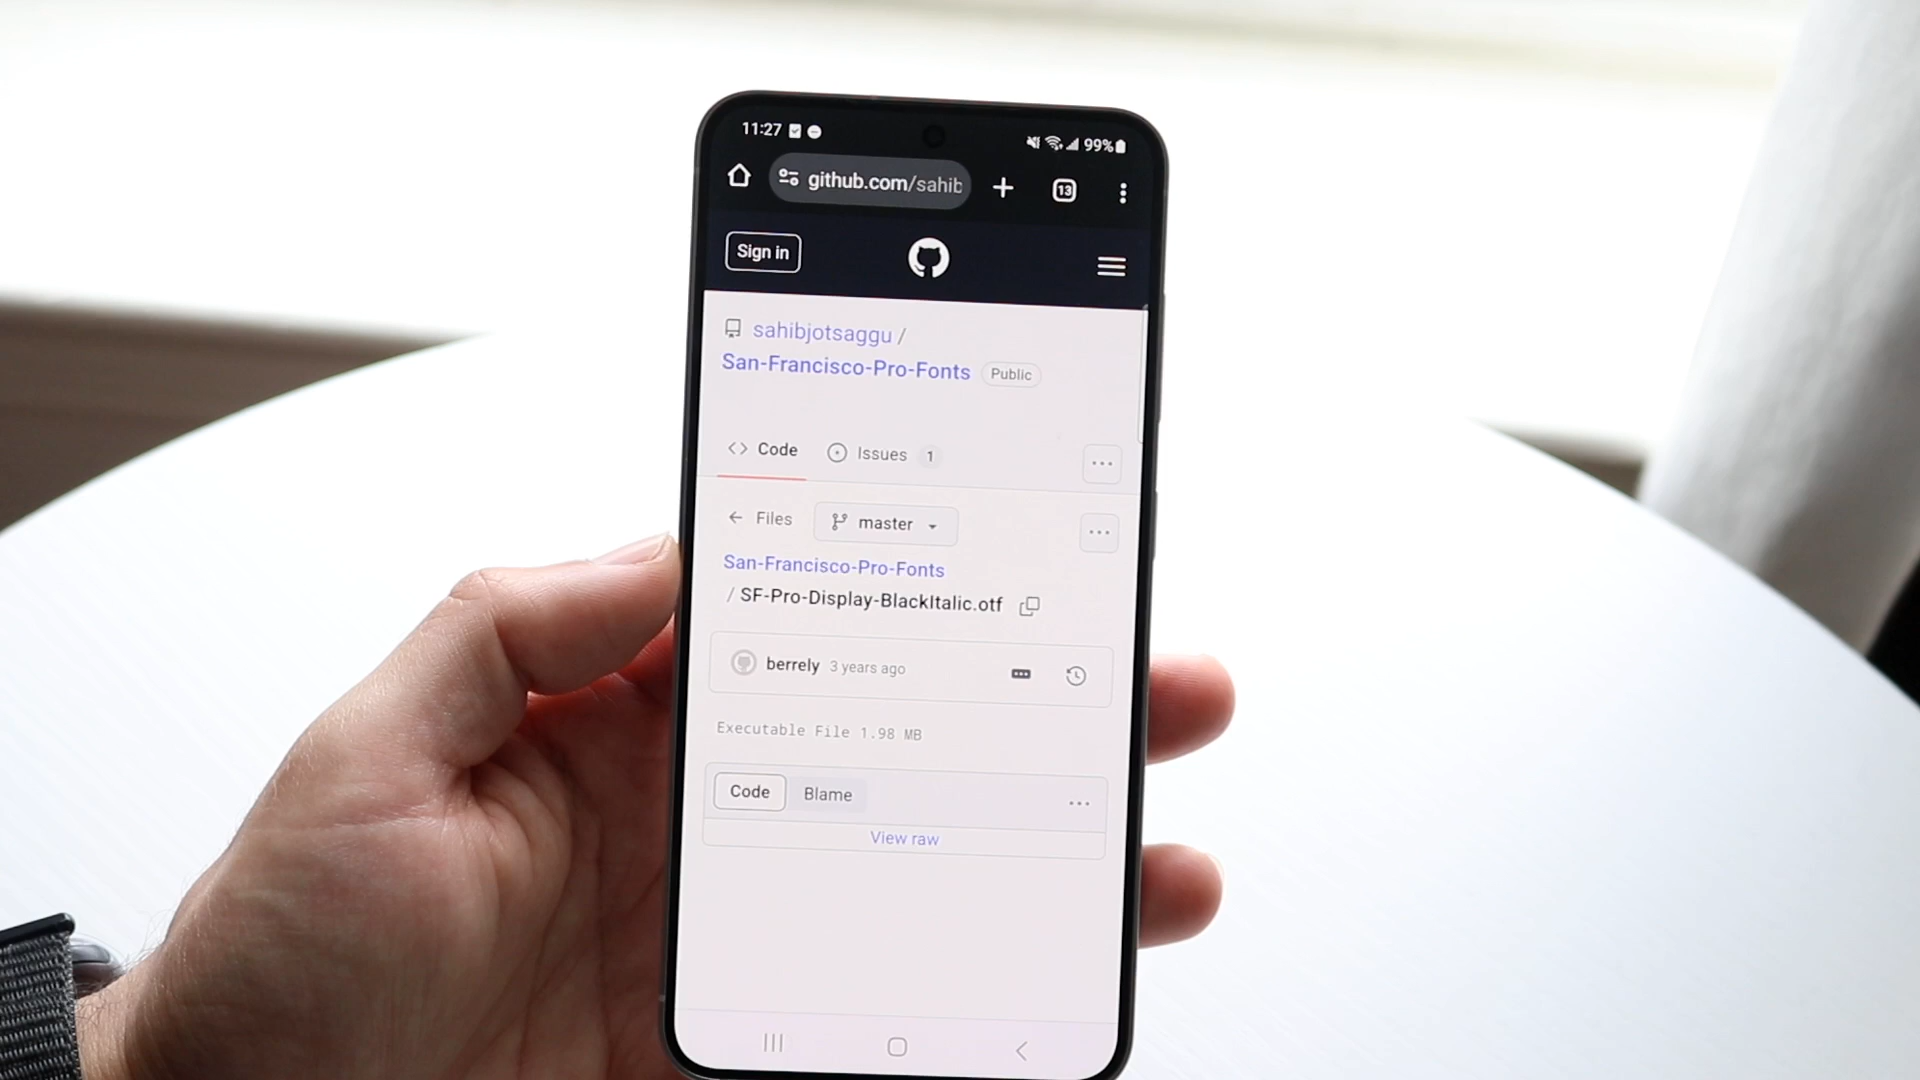 11:27 99%
github.com/sahib 13
Sign in
sahibjotsaggu /
San-Francisco-Pro-Fonts Public
Code Issues 1
Files master
San-Francisco-Pro-Fonts
/ SF-Pro-Display-BlackItalic.otf
berrely 3 years ago
Executable File 1.98 MB
Code Blame
View raw